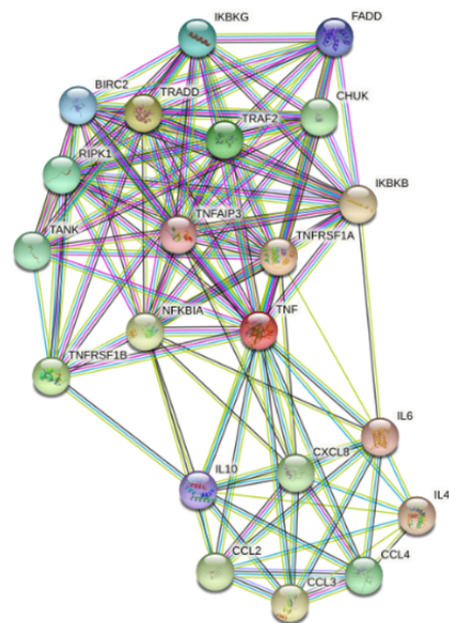 IKBKG
FADD
BIRC2
TRADD
CHUK
TRAF2
RIPK1
IKBKB
TNFAIP3
TANK
TNFRSF1A
NFKBIA
TNF
TNFRSF1B
IL6
CXCL8
IL10
IL4
CCL2
CCL4
CCL3